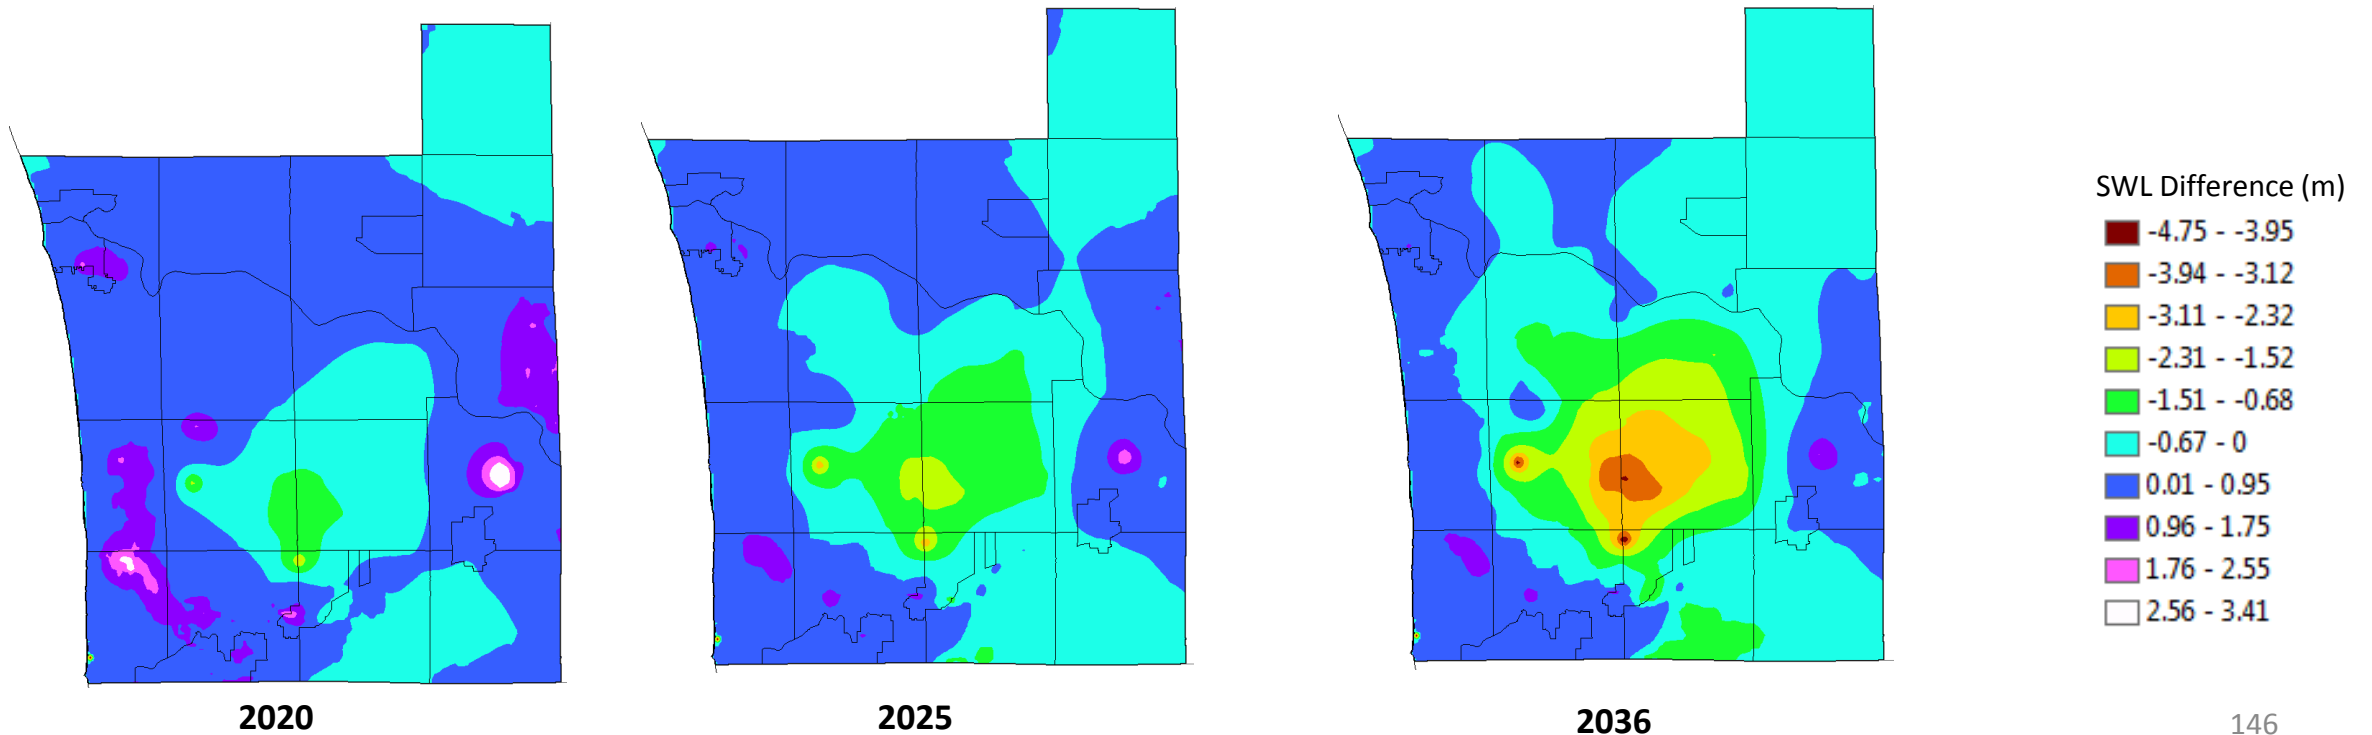 SWL Difference (m)
-4.75 - -3.95
-3.94 - -3.12
-3.11 - -2.32
-2.31 - -1.52
-1.51 - -0.68
-0.67 - 0
0.01 - 0.95
0.96 - 1.75
1.76 - 2.55
2.56 - 3.41
2020
2025
2036
146